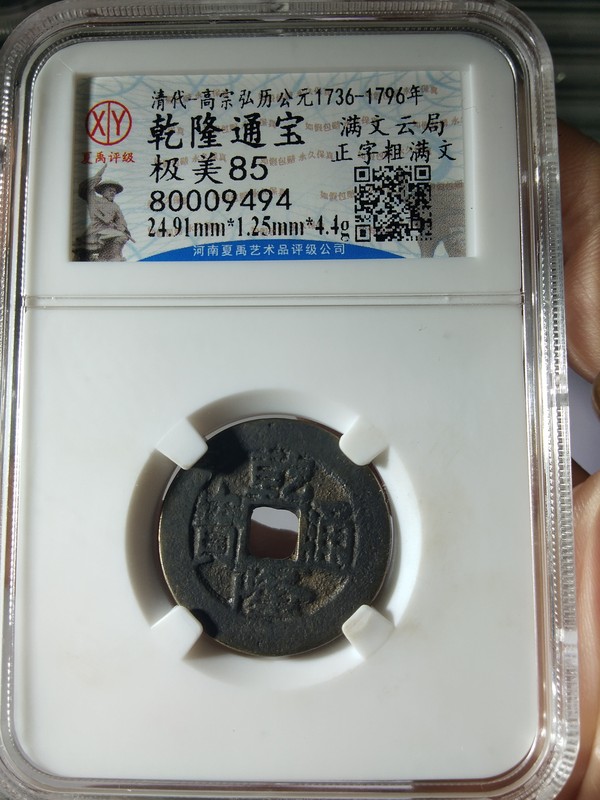 清代-高宗弘历公元1736-1796年
乾隆通宝 满文云局
极美85 正字粗满文
80009494
24.91mm*1.25mm*4.4g
XY
夏禹评级
河南夏禹艺术品评级公司
乾隆通寶